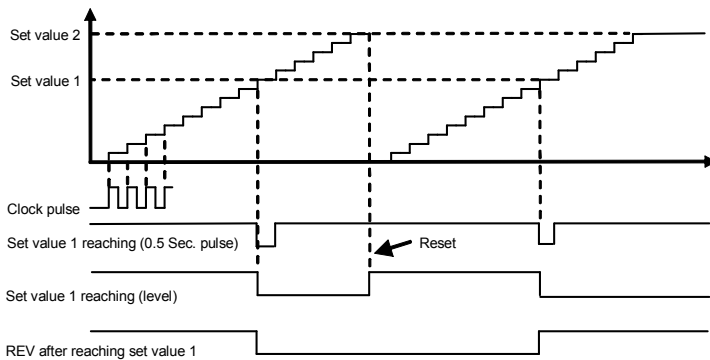 Set value 2
Set value 1
Clock pulse
Set value 1 reaching (0.5 Sec. pulse)
Reset
Set value 1 reaching (level)
REV after reaching set value 1